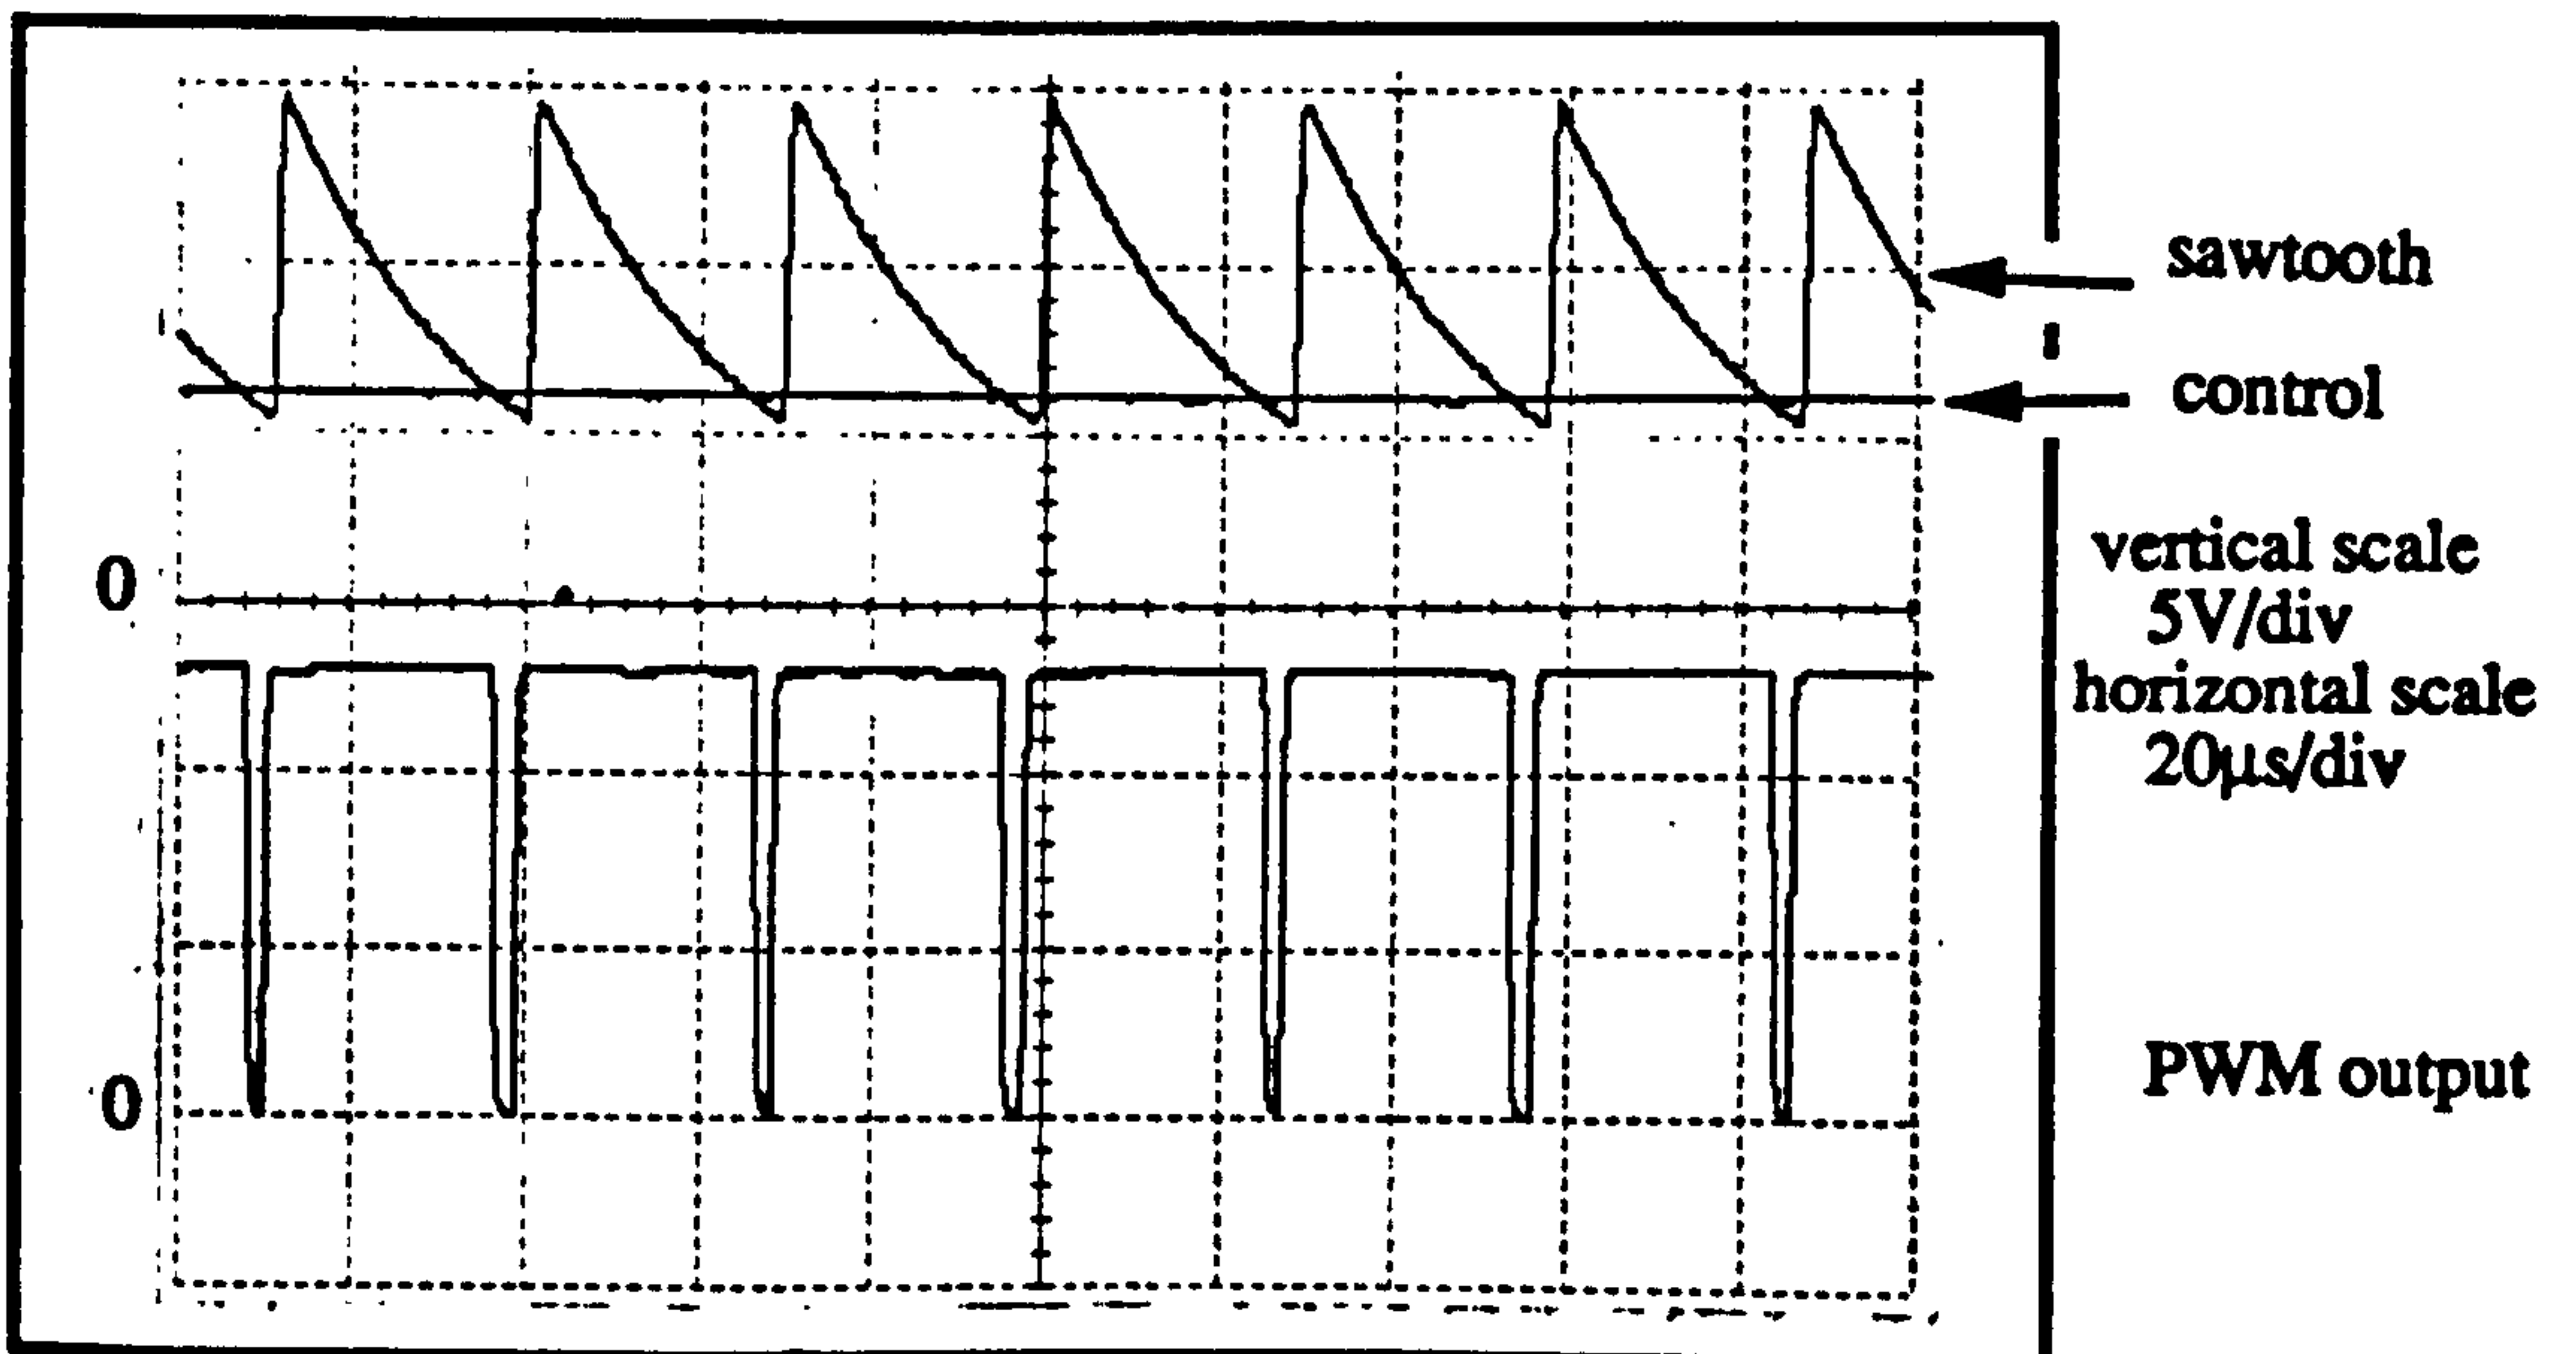 sawtooth
control
0
vertical scale
5V/div
horizontal scale
20μs/div
0
PWM output